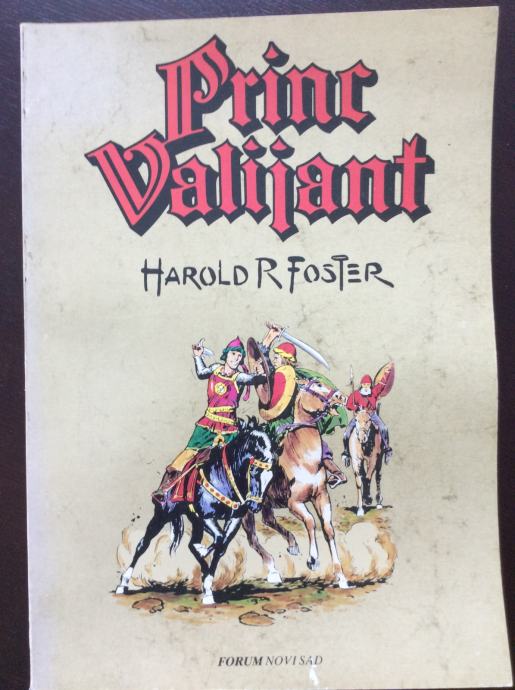 Princ
Valijant
HAROLD R FOSTER
FORUM NOVI SAD